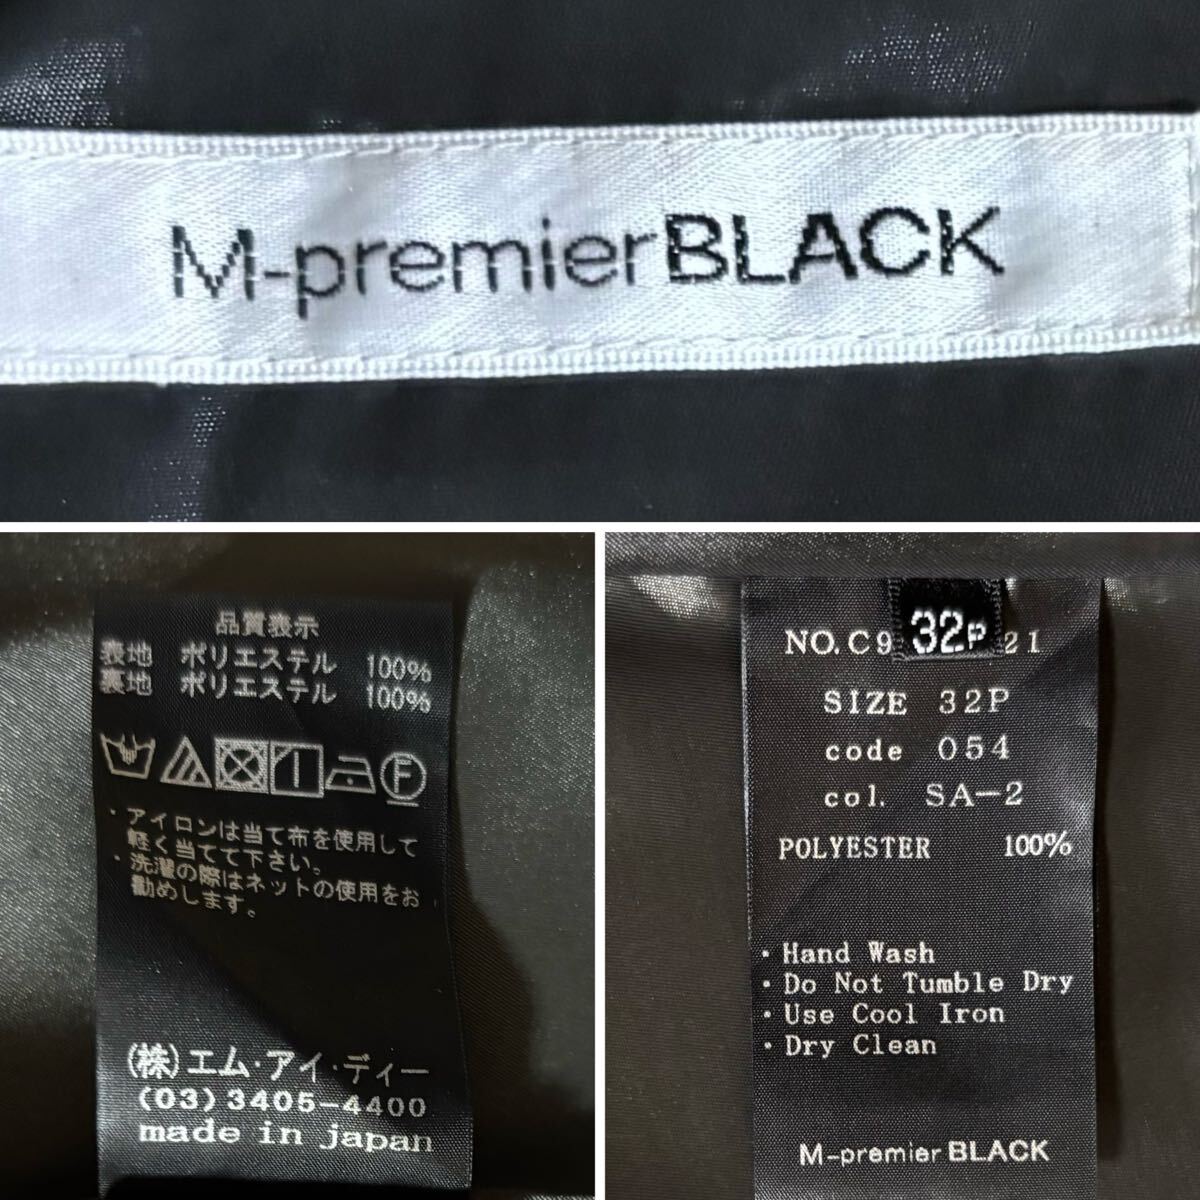 M-premierBLACK
品質表示
表地 ポリエステル 100%
裏地 ポリエステル 100%
F
・アイロンは当て布を使用して
軽く当てて下さい。
・洗濯の際はネットの使用をお
勧めします。
(株)エム・アイ・ディー
(03)3405-4400
made in japan
32P
NO.C9 21
SIZE 32P
code 054
col. SA-2
POLYESTER 100%
・Hand Wash
・Do Not Tumble Dry
・Use Cool Iron
・Dry Clean
M-premier BLACK